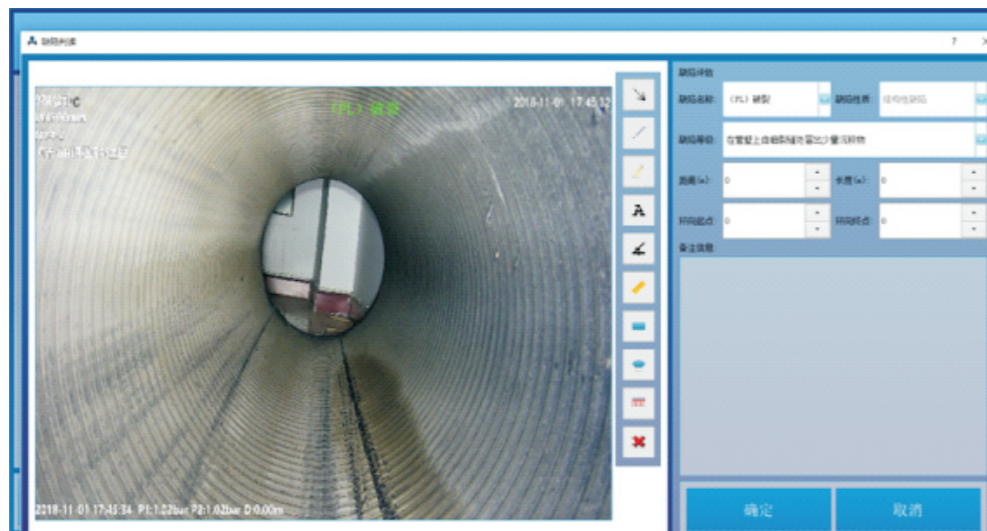 缺陷判读
?
(PL) 破裂
2018-11-01 17:45:32
2018-11-01 17:45:34 P1:1.02bar P2:1.02bar D:0.00m
A
缺陷评估
缺陷名称: (PL) 破裂 缺陷性质: 结构性缺陷
缺陷等级:
距离(m): 0 长度(m): 0
环向起点: 0 环向终点: 0
备注信息:
确定 取消